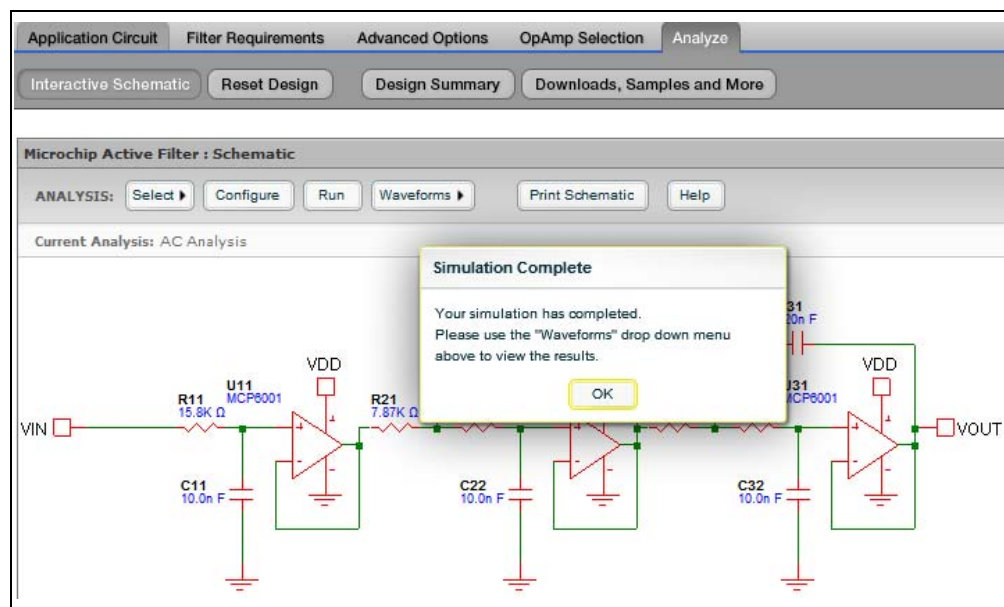 Application Circuit Filter Requirements Advanced Options OpAmp Selection Analyze
Interactive Schematic Reset Design Design Summary Downloads, Samples and More
Microchip Active Filter : Schematic
ANALYSIS: Select Configure Run Waveforms Print Schematic Help
Current Analysis: AC Analysis
Simulation Complete
Your simulation has completed.
Please use the "Waveforms" drop down menu
above to view the results.
OK
31
20n F
VDD
VDD
U11
MCP6001
R11
15.8K Ω
R21
7.87K Ω
J31
MCP6001
VIN
VOUT
C11
10.0n F
C22
10.0n F
C32
10.0n F